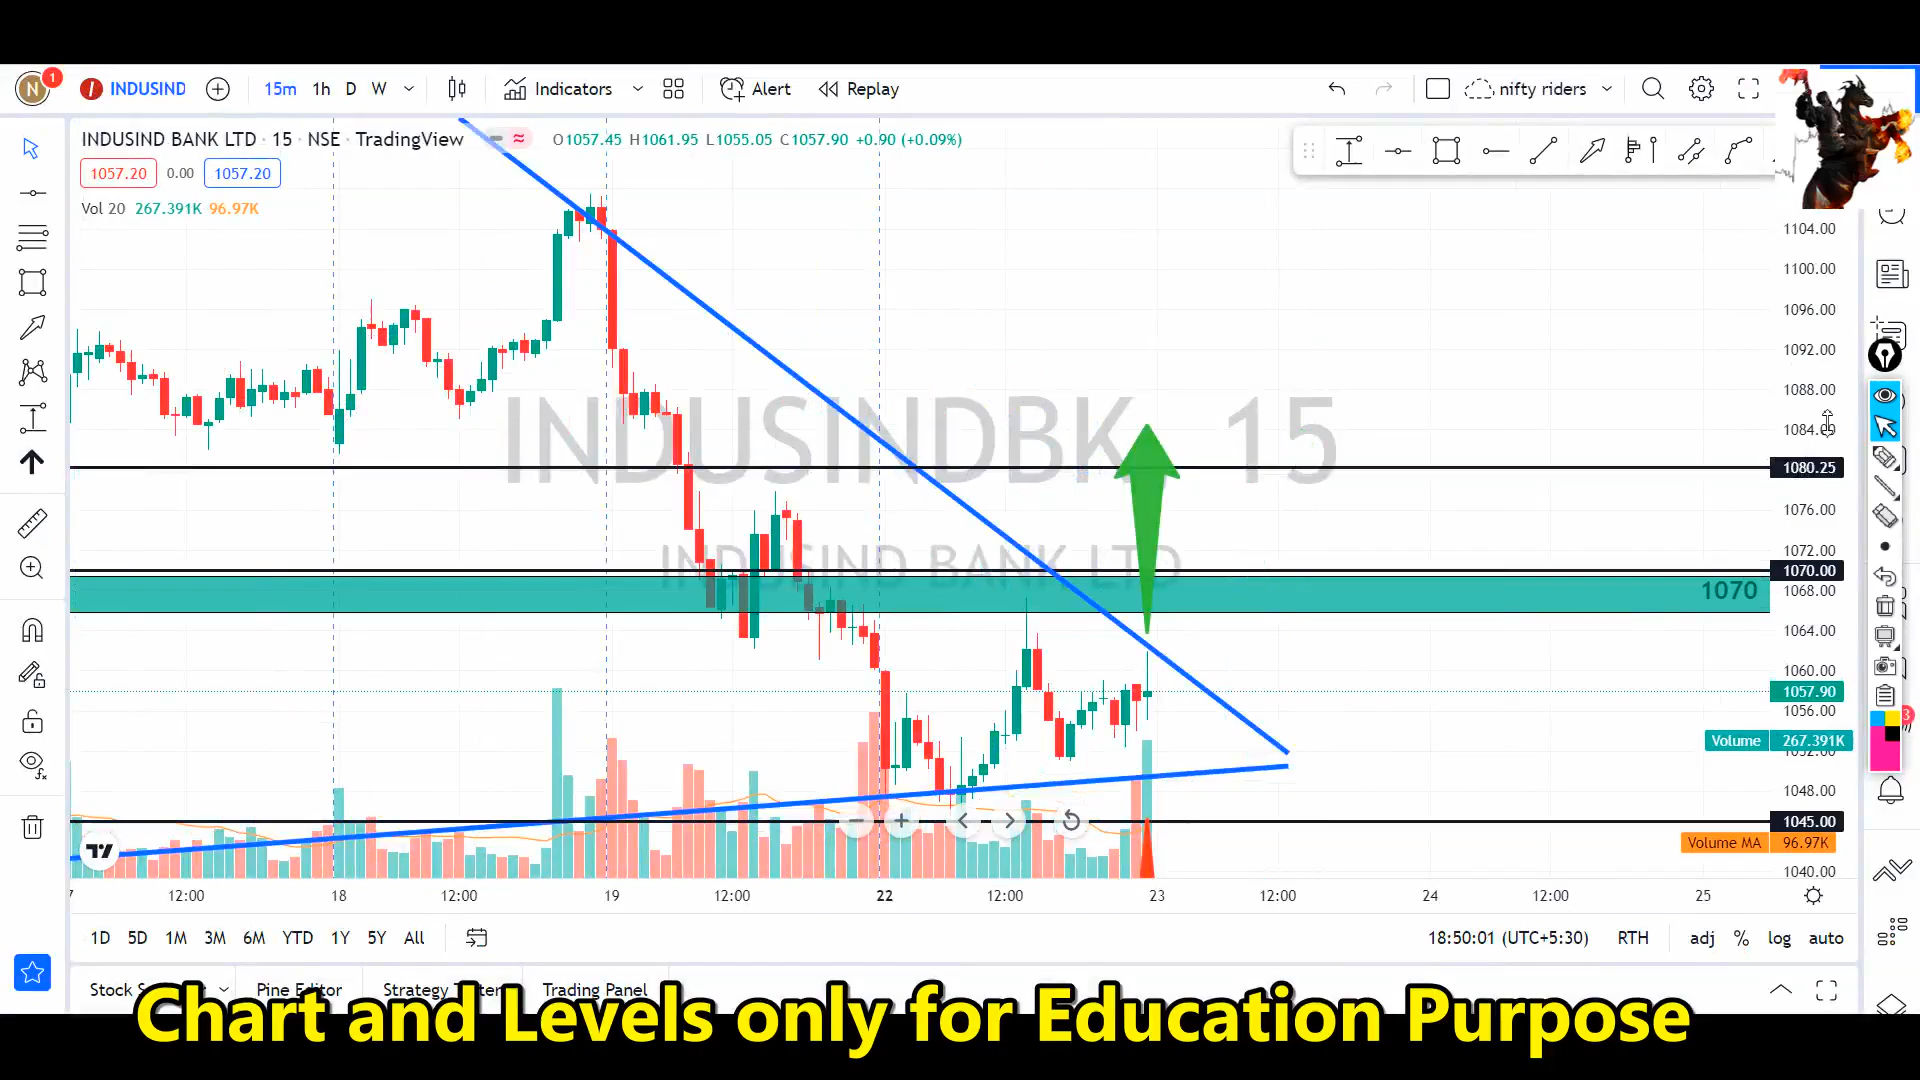 N 1 INDUSIND 15m 1h D W Indicators Alert Replay nifty riders
INDUSIND BANK LTD · 15 · NSE · TradingView O1057.45 H1061.95 L1055.05 C1057.90 +0.90 (+0.09%)
1057.20 0.00 1057.20
Vol 20 267.391K 96.97K
INDUSINDBK 15
INDUSIND BANK LTD
1104.00
1100.00
1096.00
1092.00
1088.00
1080.25
1076.00
1072.00
1070.00
1070
1068.00
1064.00
1060.00
1057.90
1056.00
Volume 267.391K
1048.00
1045.00
Volume MA 96.97K
1040.00
12:00 18 12:00 19 12:00 22 12:00 23 12:00 24 12:00 25
1D 5D 1M 3M 6M YTD 1Y 5Y All 18:50:01 (UTC+5:30) RTH adj % log auto
Trading Panel
Chart and Levels only for Education Purpose